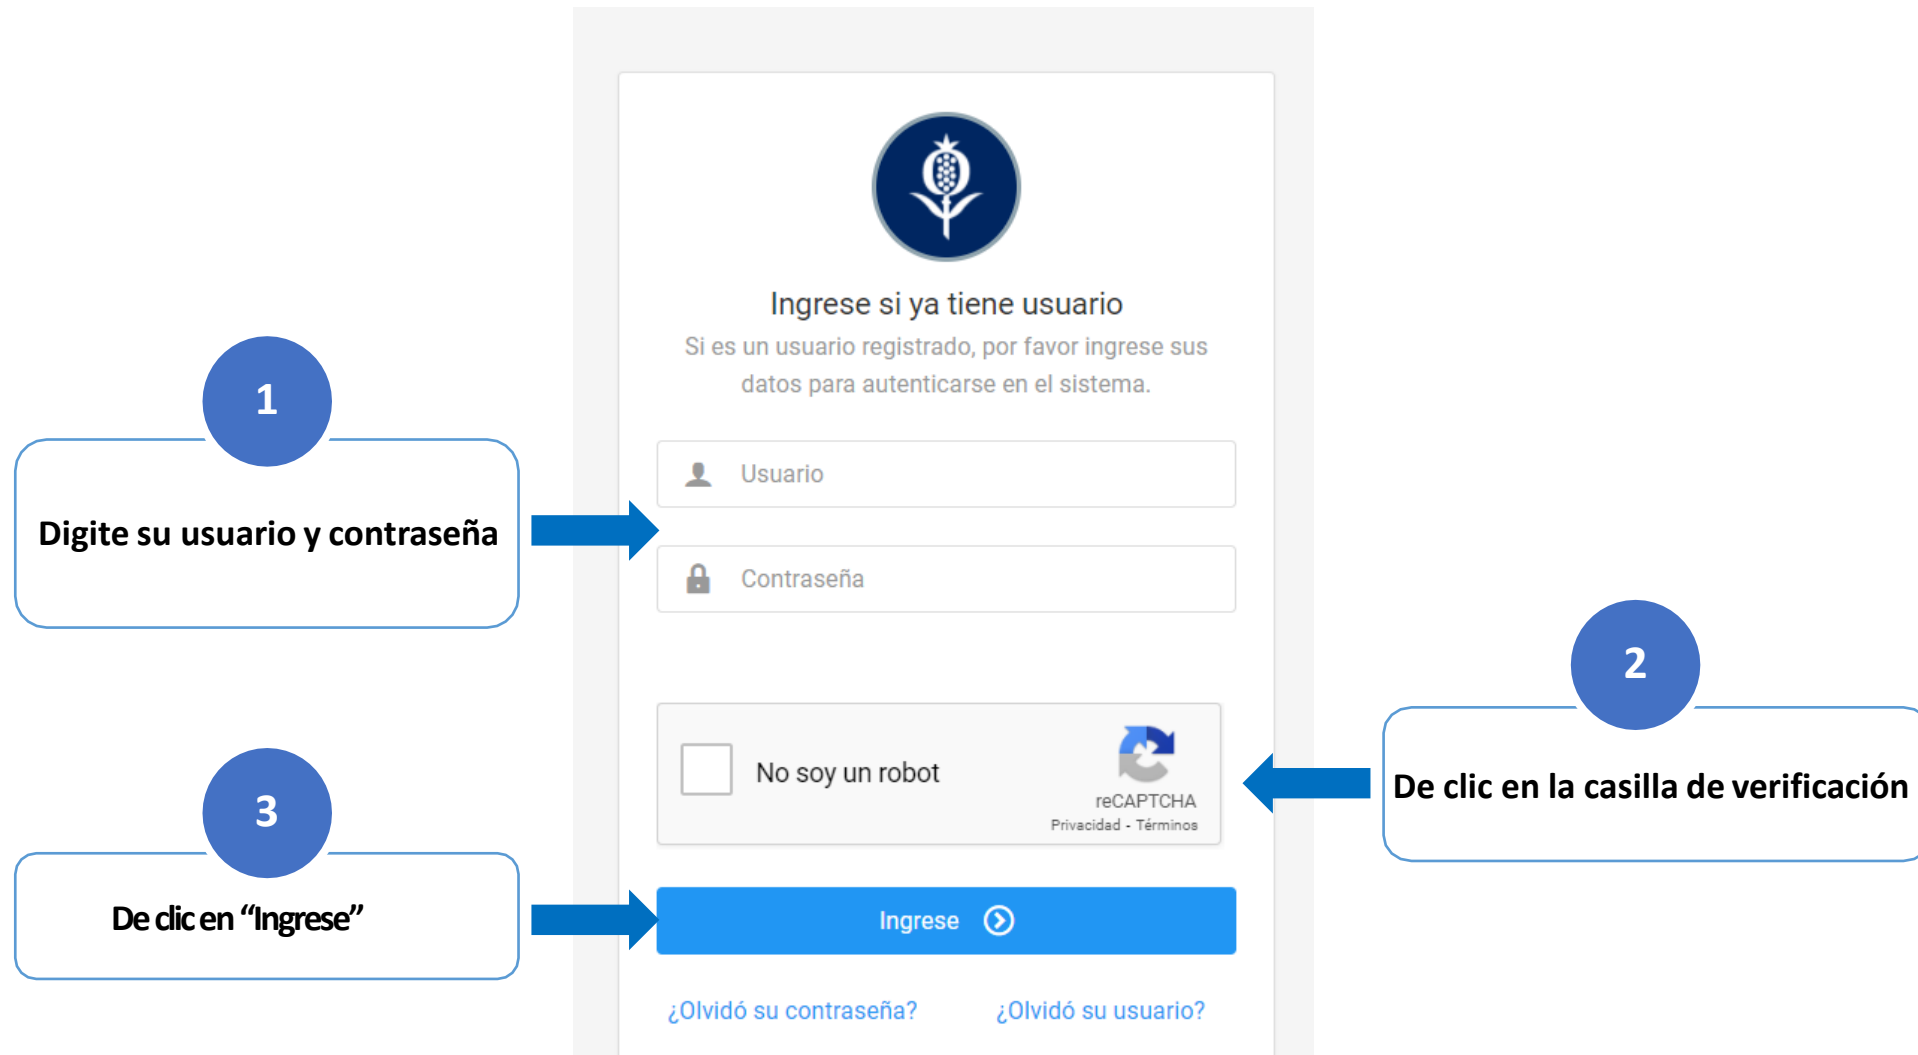 Ingrese si ya tiene usuario
Si es un usuario registrado, por favor ingrese sus
datos para autenticarse en el sistema.
1
Digite su usuario y contraseña
Usuario
Contraseña
2
De clic en la casilla de verificación
No soy un robot
reCAPTCHA
Privacidad - Términos
3
De clic en “Ingrese”
Ingrese
¿Olvidó su contraseña?
¿Olvidó su usuario?